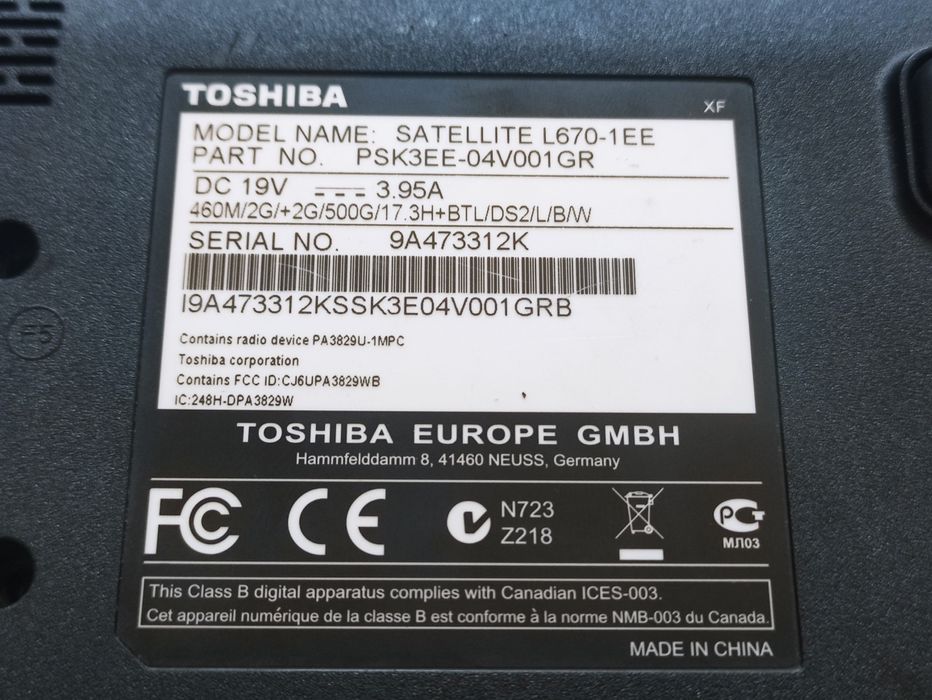 TOSHIBA
XF
MODEL NAME: SATELLITE L670-1EE
PART NO. PSK3EE-04V001GR
DC 19V 3.95A
460M/2G/+2G/500G/17.3H+BTL/DS2/L/B/W
SERIAL NO. 9A473312K
I9A473312KSSK3E04V001GRB
Contains radio device PA3829U-1MPC
Toshiba corporation
Contains FCC ID:CJ6UPA3829WB
IC:248H-DPA3829W
TOSHIBA EUROPE GMBH
Hammfelddamm 8, 41460 NEUSS, Germany
FC CE N723
Z218
PCT
МЛ03
This Class B digital apparatus complies with Canadian ICES-003.
Cet appareil numérique de la classe B est conforme à la norme NMB-003 du Canada.
MADE IN CHINA